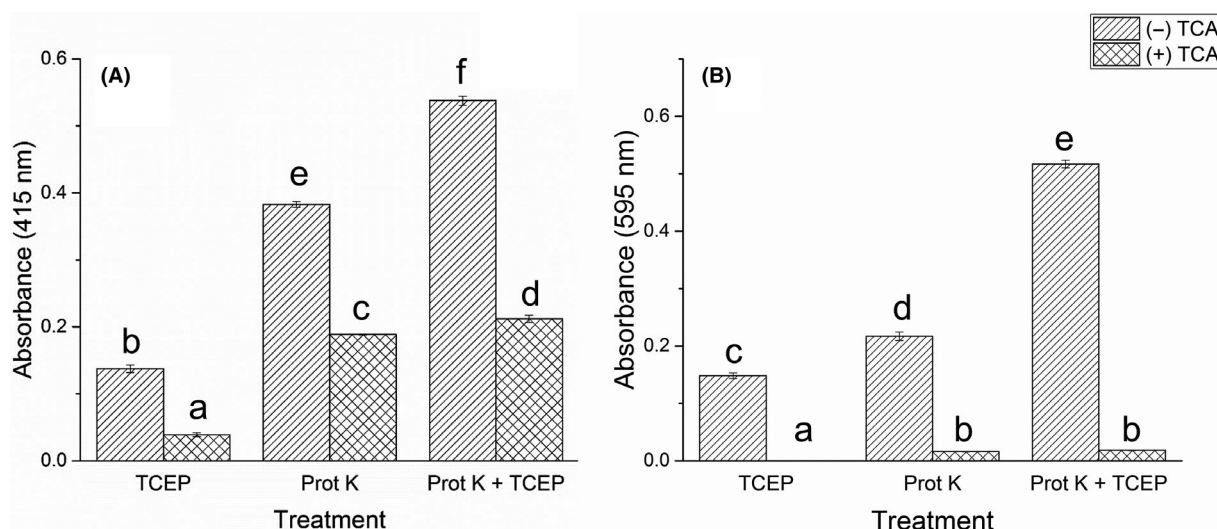 (A)
Absorbance (415 nm)
0.6
0.4
0.2
0.0
b
a
e
c
f
d
TCEP
Prot K
Prot K + TCEP
Treatment
(B)
(–) TCA
(+) TCA
Absorbance (595 nm)
0.6
0.4
0.2
0.0
c
a
d
b
e
b
TCEP
Prot K
Prot K + TCEP
Treatment